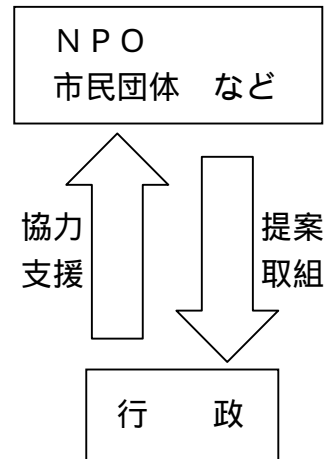 ＮＰＯ
市民団体　など
協力
支援
提案
取組
行　　政